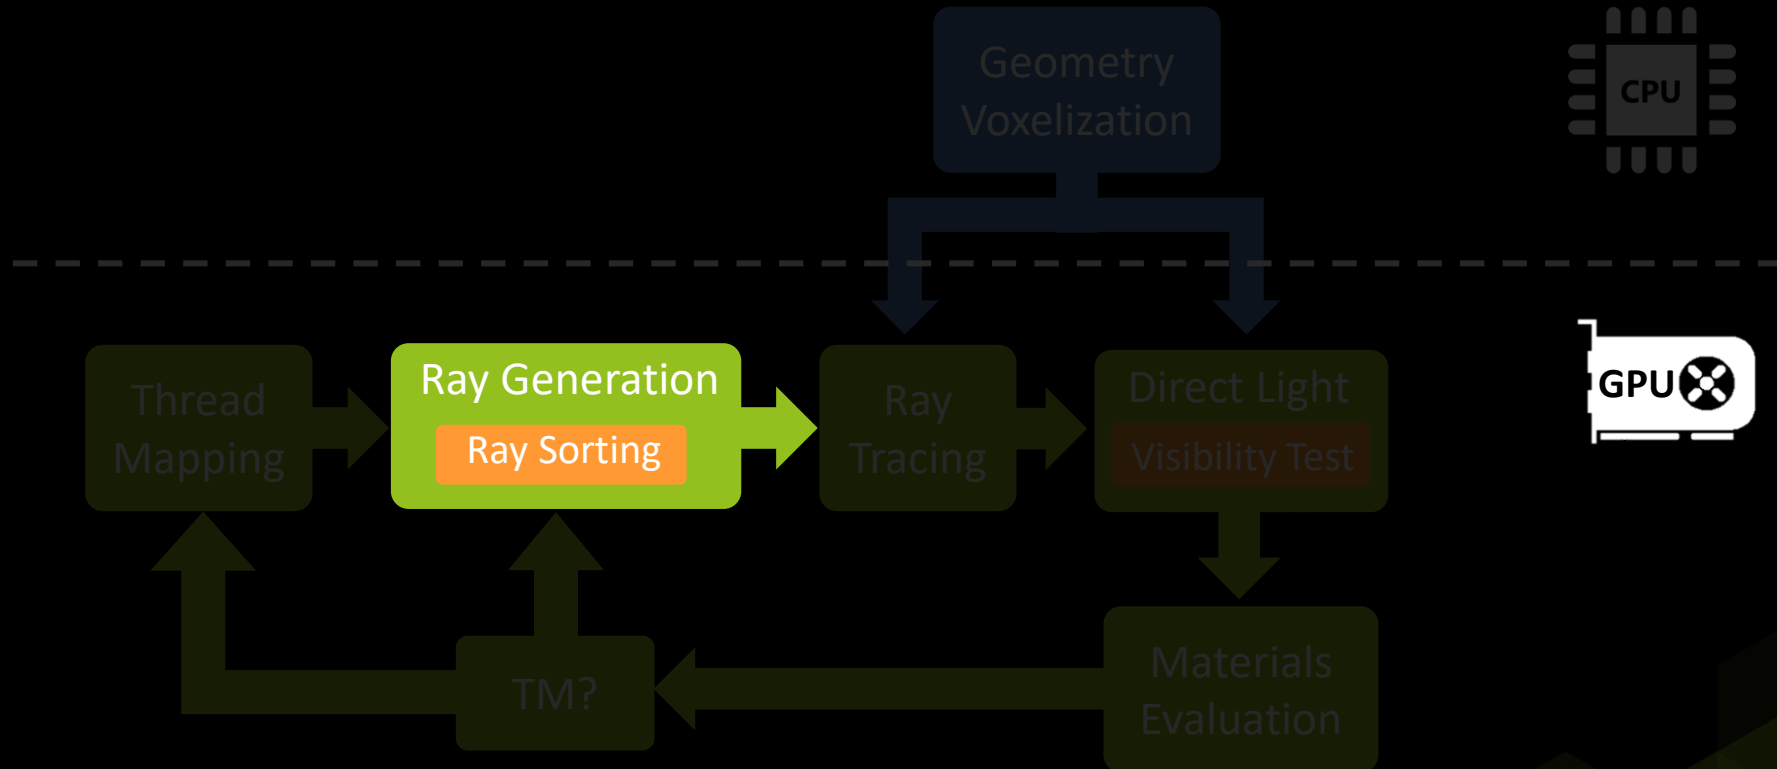 Geometry
Voxelization
CPU
Thread
Mapping
Ray Generation
Ray Sorting
Ray
Tracing
Direct Light
Visibility Test
GPU
TM?
Materials
Evaluation